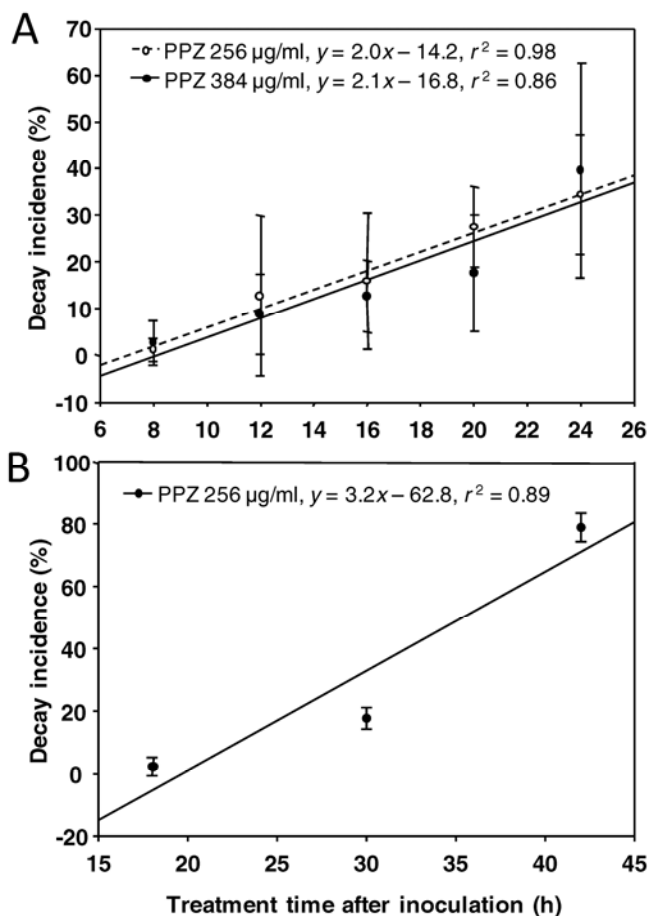 A
PPZ 256 µg/ml, y = 2.0x – 14.2, r² = 0.98
PPZ 384 µg/ml, y = 2.1x – 16.8, r² = 0.86
Decay incidence (%)
70
60
50
40
30
20
10
0
-10
6 8 10 12 14 16 18 20 22 24 26
B
PPZ 256 µg/ml, y = 3.2x – 62.8, r² = 0.89
Decay incidence (%)
100
80
60
40
20
0
-20
15 20 25 30 35 40 45
Treatment time after inoculation (h)